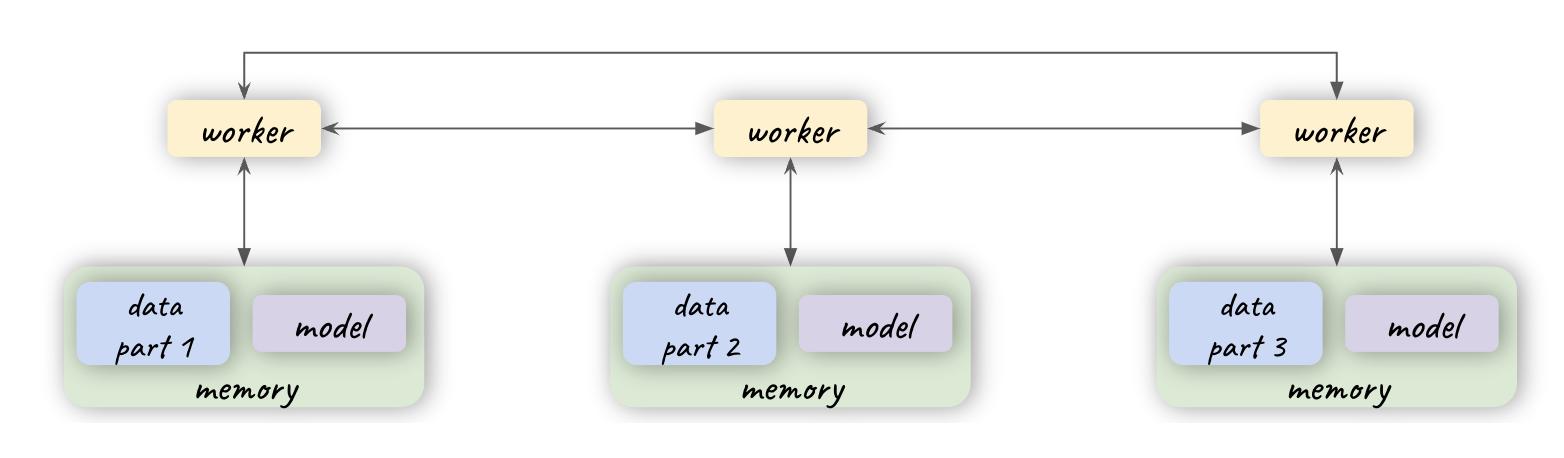 worker
worker
worker
data
part 1
model
memory
data
part 2
model
memory
data
part 3
model
memory